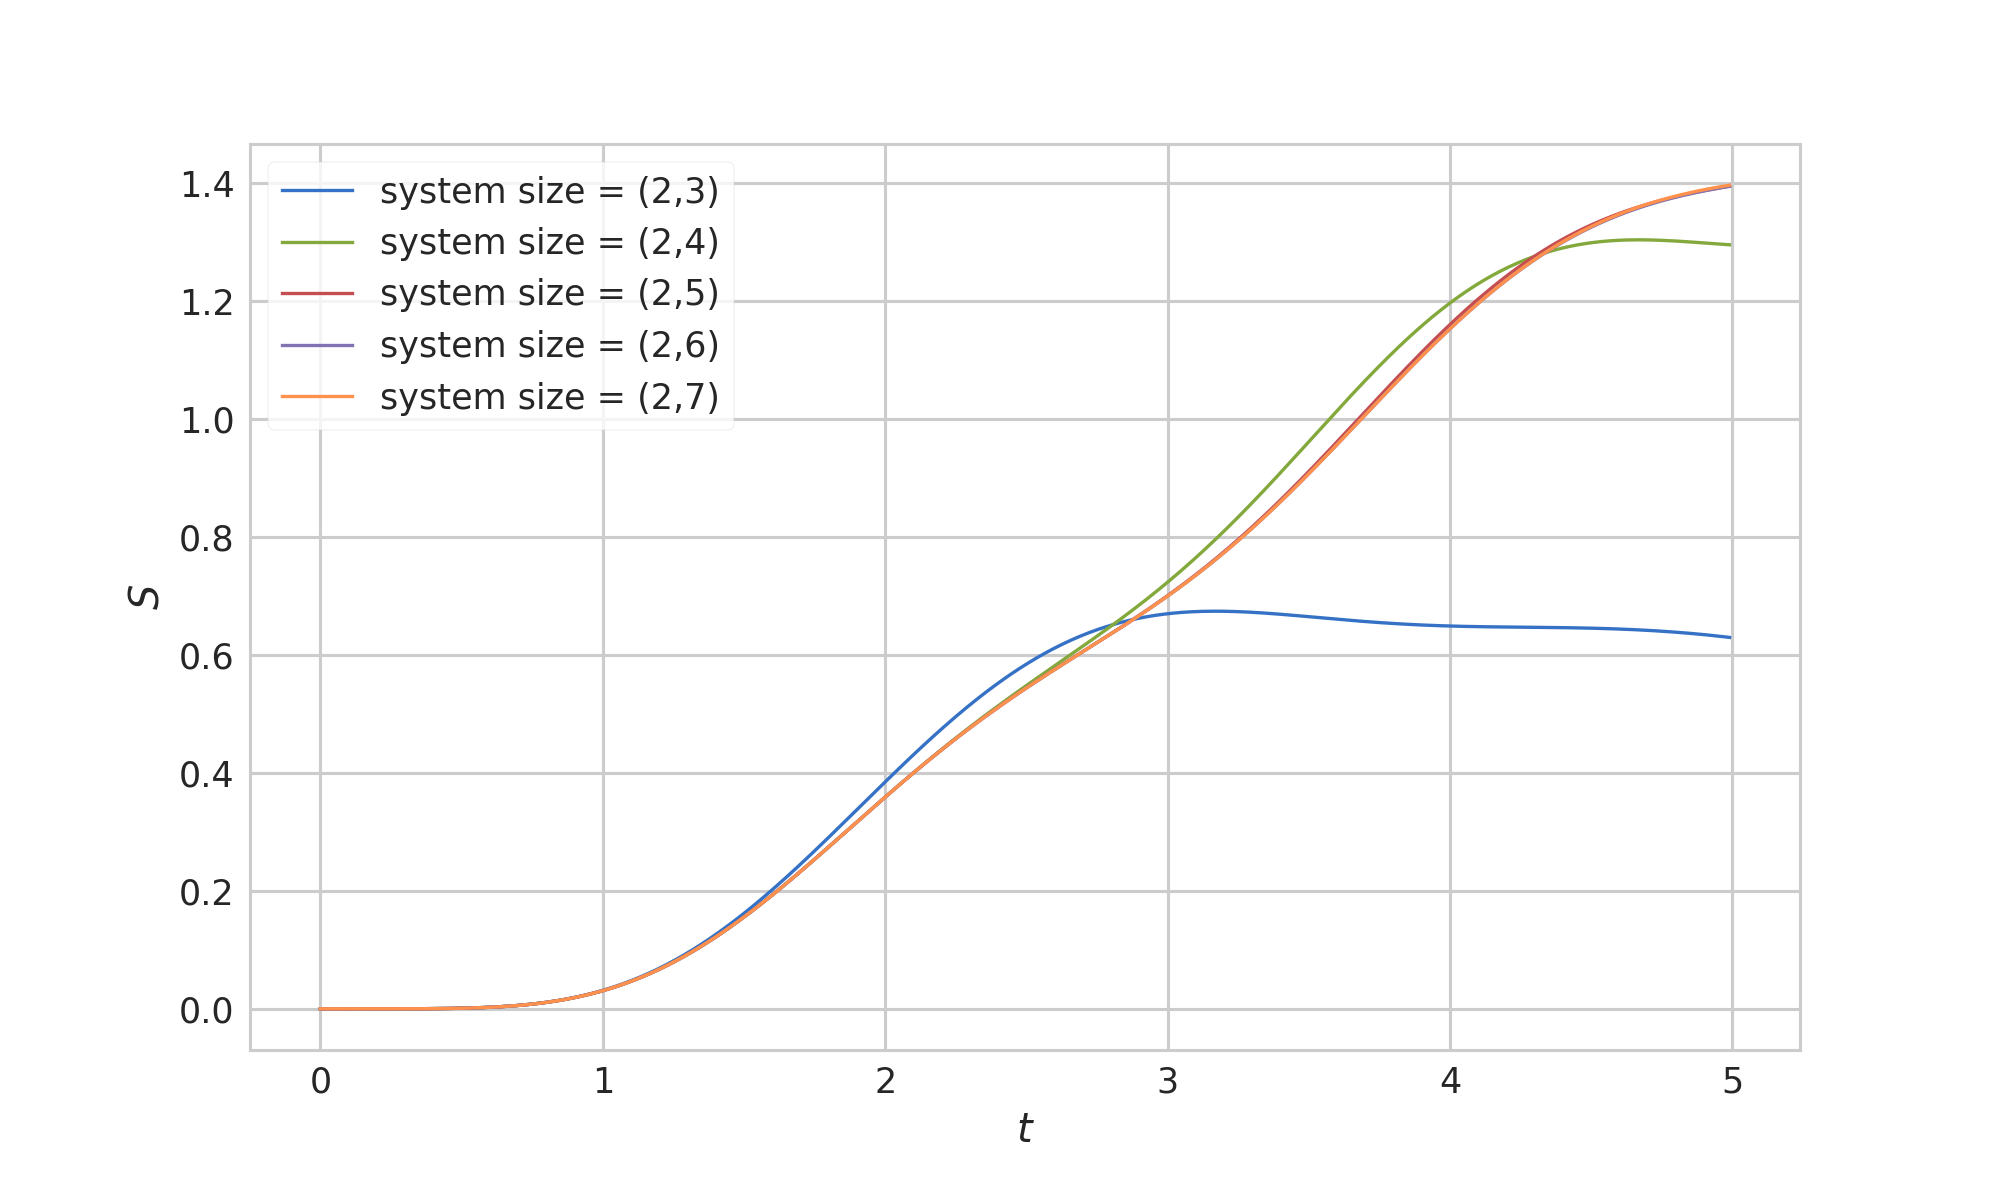 system size = (2,3)
system size = (2,4)
system size = (2,5)
system size = (2,6)
system size = (2,7)
1.4
1.2
1.0
0.8
0.6
0.4
0.2
0.0
S
0 1 2 3 4 5
t